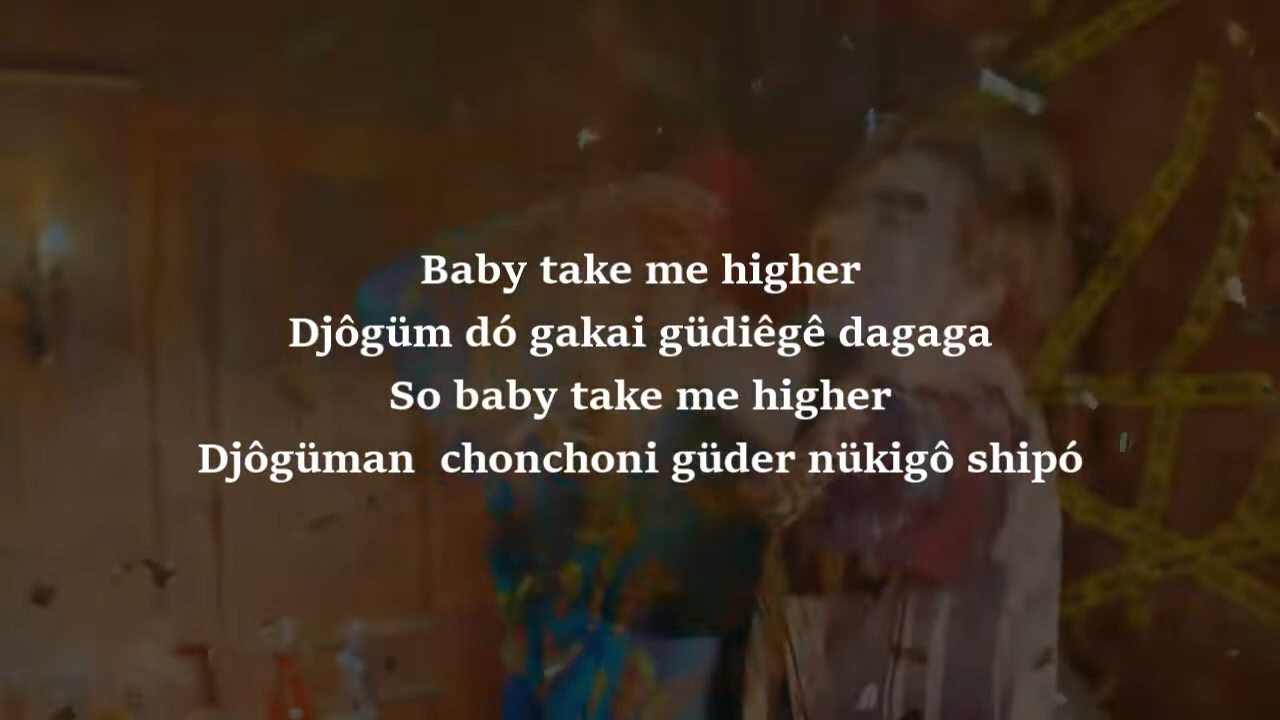 Baby take me higher
Djôgüm dó gakai güdiêgê dagaga
So baby take me higher
Djôgüman  chonchoni güder nükigô shipó